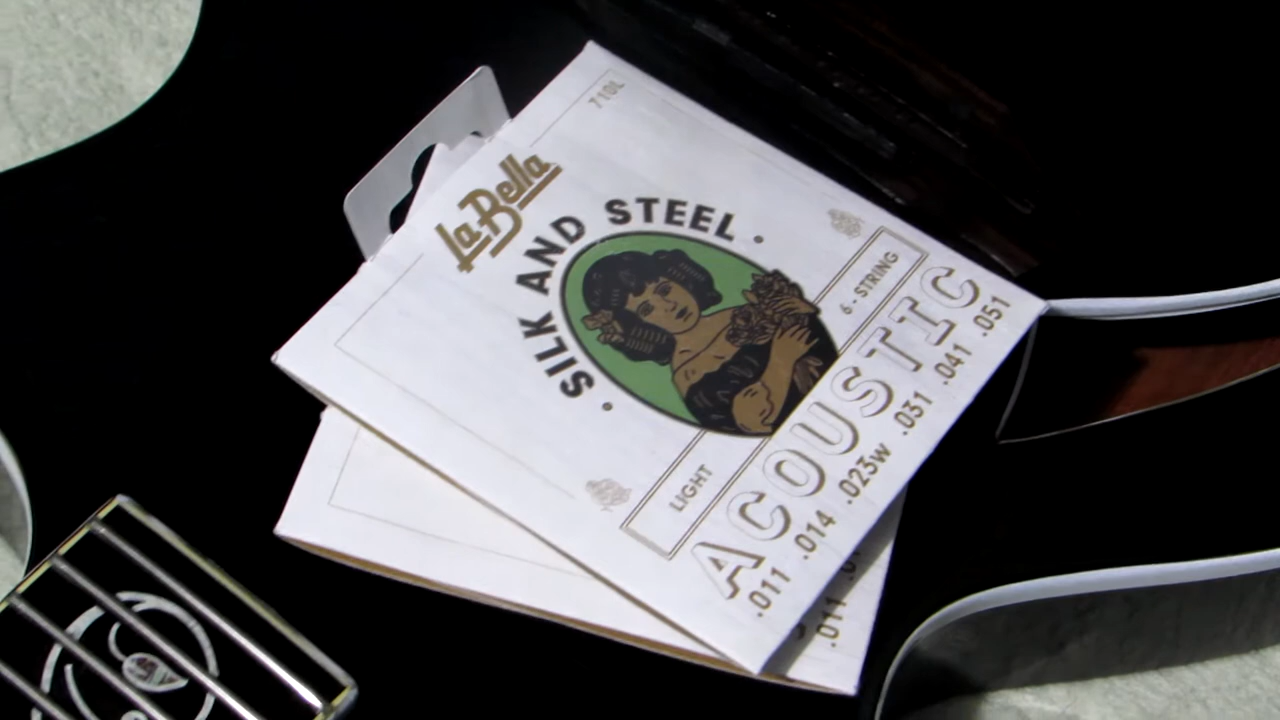 710L
La Bella
· SILK AND STEEL ·
6 - STRING
LIGHT
ACOUSTIC
.011 .014 .023w .031 .041 .051
.011